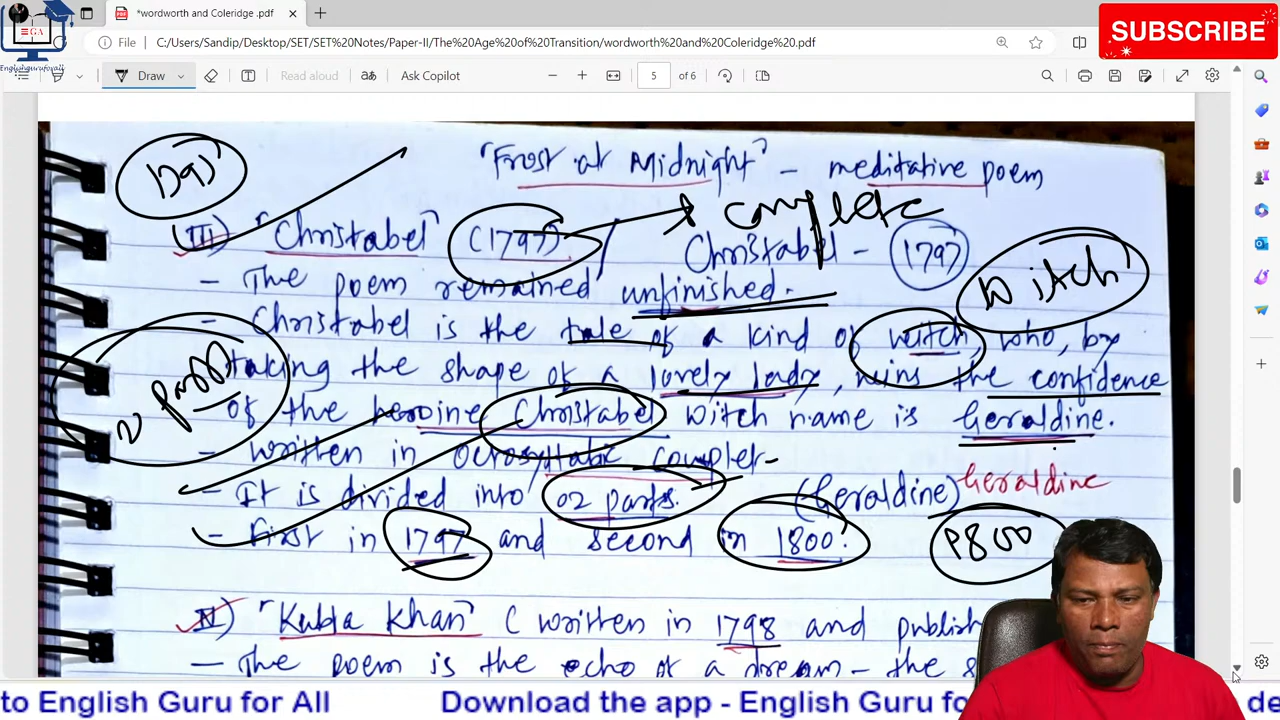 *wordworth and Coleridge .pdf
SUBSCRIBE
EGA
Englishguruforall
File
C:/Users/Sandip/Desktop/SET/SET%20Notes/Paper-II/The%20Age%20of%20Transition/wordworth%20and%20Coleridge%20.pdf
Draw
Read aloud
Ask Copilot
5 of 6
1797
"Frost at Midnight" - meditative poem
complete
III) "Christabel" (1797) Christabel - 1797
- The poem remained unfinished.
Witch
- Christabel is the tale of a kind of witch, who, by
taking the shape of a lovely lady, wins the confidence
2 parts
of the heroine Christabel witch name is Geraldine.
- written in octosyllabic couplet-
- It is divided into 02 parts. (Geraldine) Geraldine
- First in 1797 and second in 1800. 1800
IV) "Kubla Khan" ( written in 1798 and publish
- The poem is the echo of a dream - the s
to English Guru for All
Download the app - English Guru fo
de